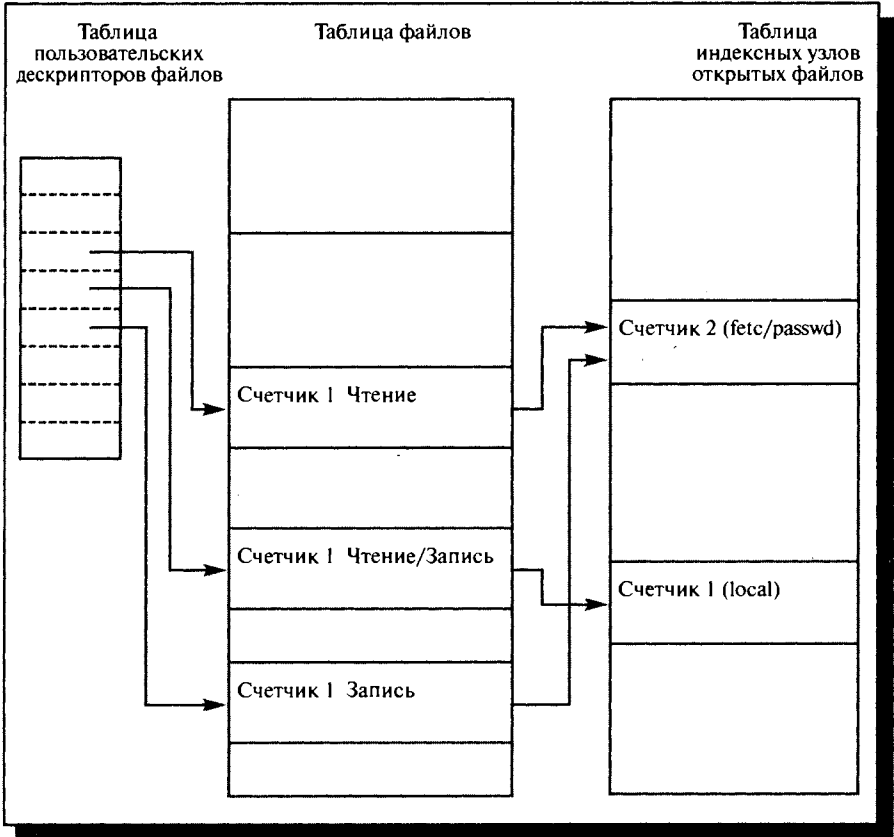 Таблица
пользовательских
дескрипторов файлов
Таблица файлов
Таблица
индексных узлов
открытых файлов
Счетчик 1 Чтение
Счетчик 1 Чтение/Запись
Счетчик 1 Запись
Счетчик 2 (fetc/passwd)
Счетчик 1 (local)